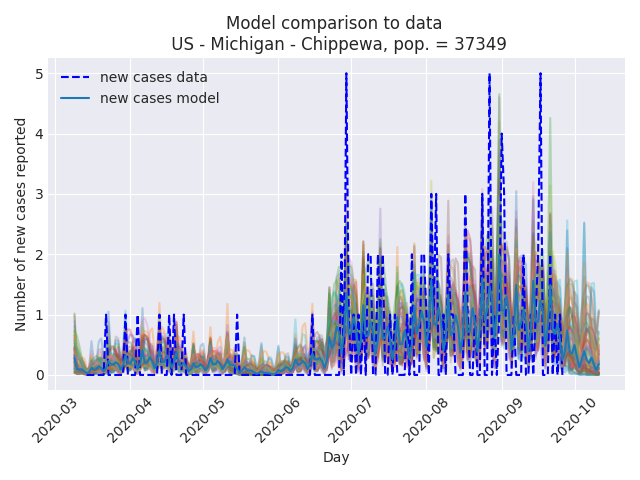 Model comparison to data
US - Michigan - Chippewa, pop. = 37349
new cases data
new cases model
Number of new cases reported
5
4
3
2
1
0
2020-03
2020-04
2020-05
2020-06
2020-07
2020-08
2020-09
2020-10
Day